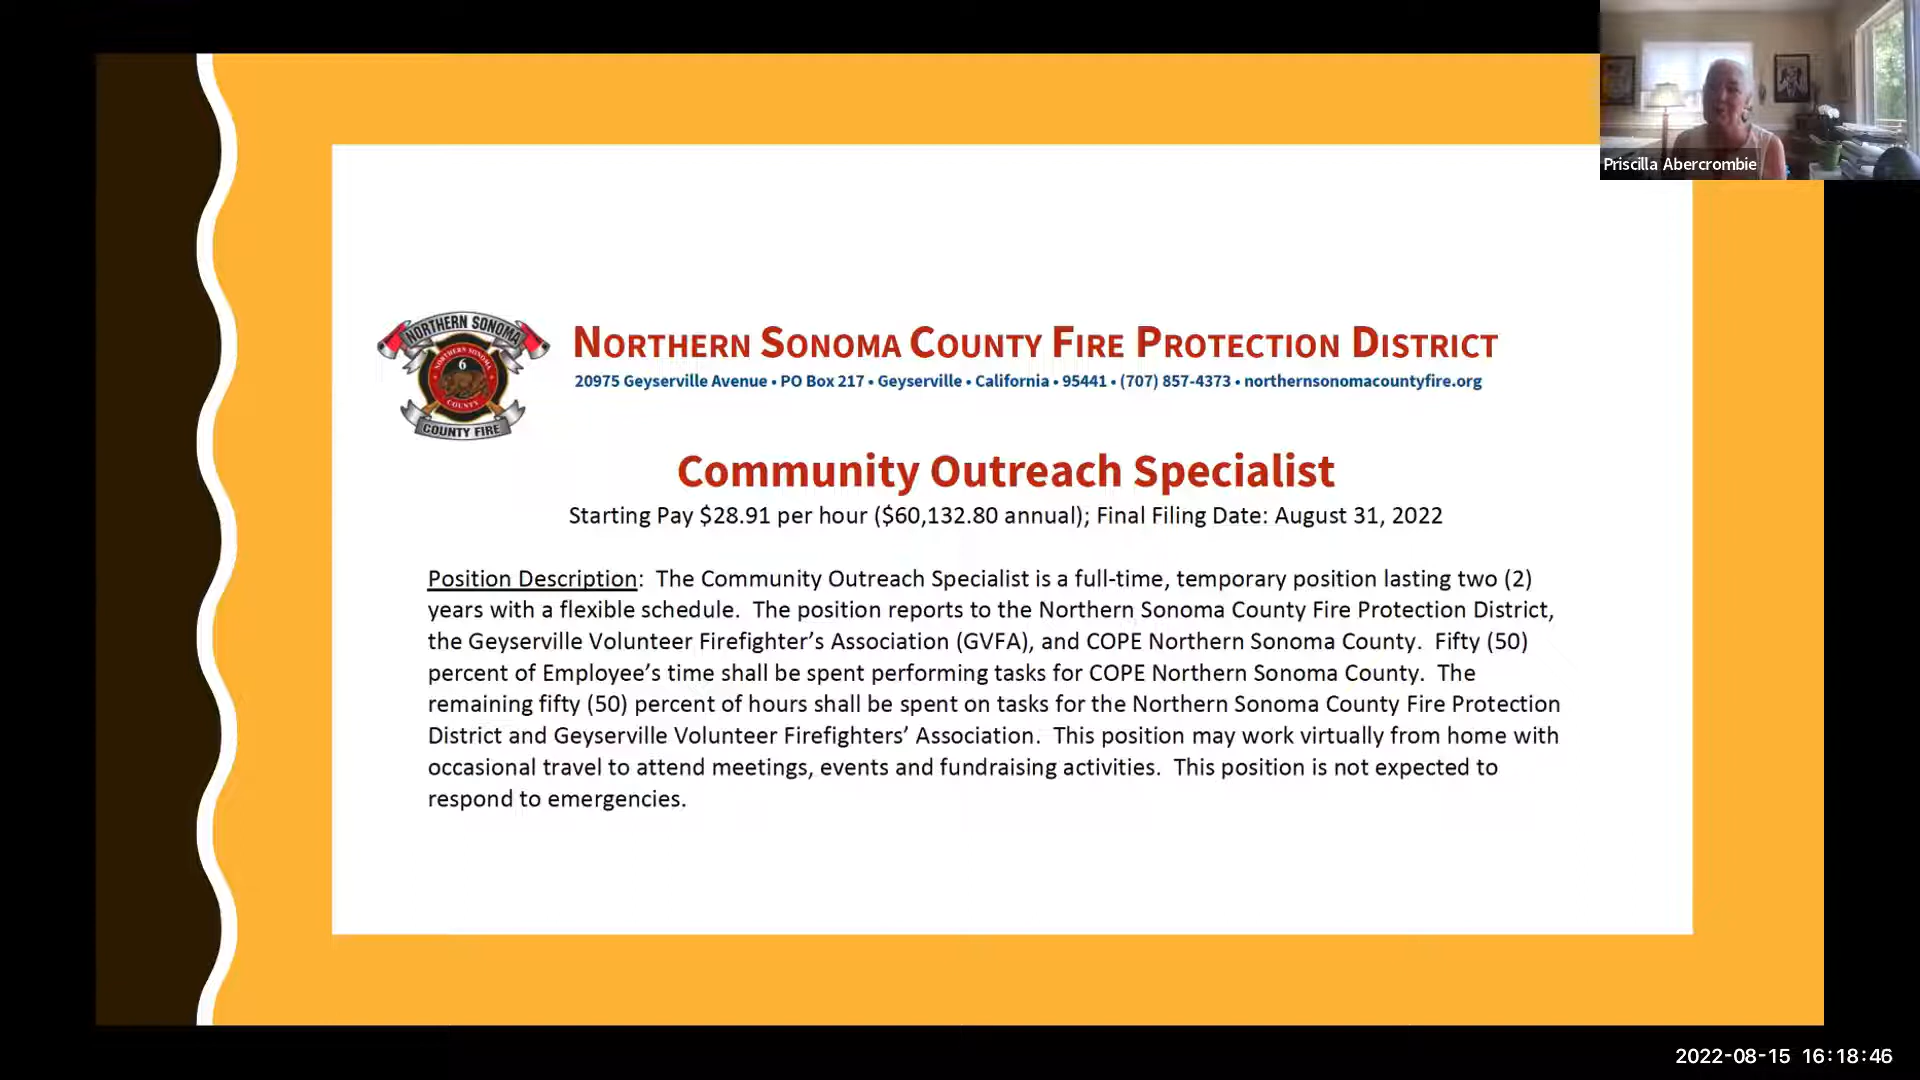 Priscilla Abercrombie
NORTHERN SONOMA
NORTHERN SONOMA
6
COUNTY
COUNTY FIRE
NORTHERN SONOMA COUNTY FIRE PROTECTION DISTRICT
20975 Geyserville Avenue • PO Box 217 • Geyserville • California • 95441 • (707) 857-4373 • northernsonomacountyfire.org
Community Outreach Specialist
Starting Pay $28.91 per hour ($60,132.80 annual); Final Filing Date: August 31, 2022
Position Description: The Community Outreach Specialist is a full-time, temporary position lasting two (2)
years with a flexible schedule. The position reports to the Northern Sonoma County Fire Protection District,
the Geyserville Volunteer Firefighter’s Association (GVFA), and COPE Northern Sonoma County. Fifty (50)
percent of Employee’s time shall be spent performing tasks for COPE Northern Sonoma County. The
remaining fifty (50) percent of hours shall be spent on tasks for the Northern Sonoma County Fire Protection
District and Geyserville Volunteer Firefighters’ Association. This position may work virtually from home with
occasional travel to attend meetings, events and fundraising activities. This position is not expected to
respond to emergencies.
2022-08-15 16:18:46